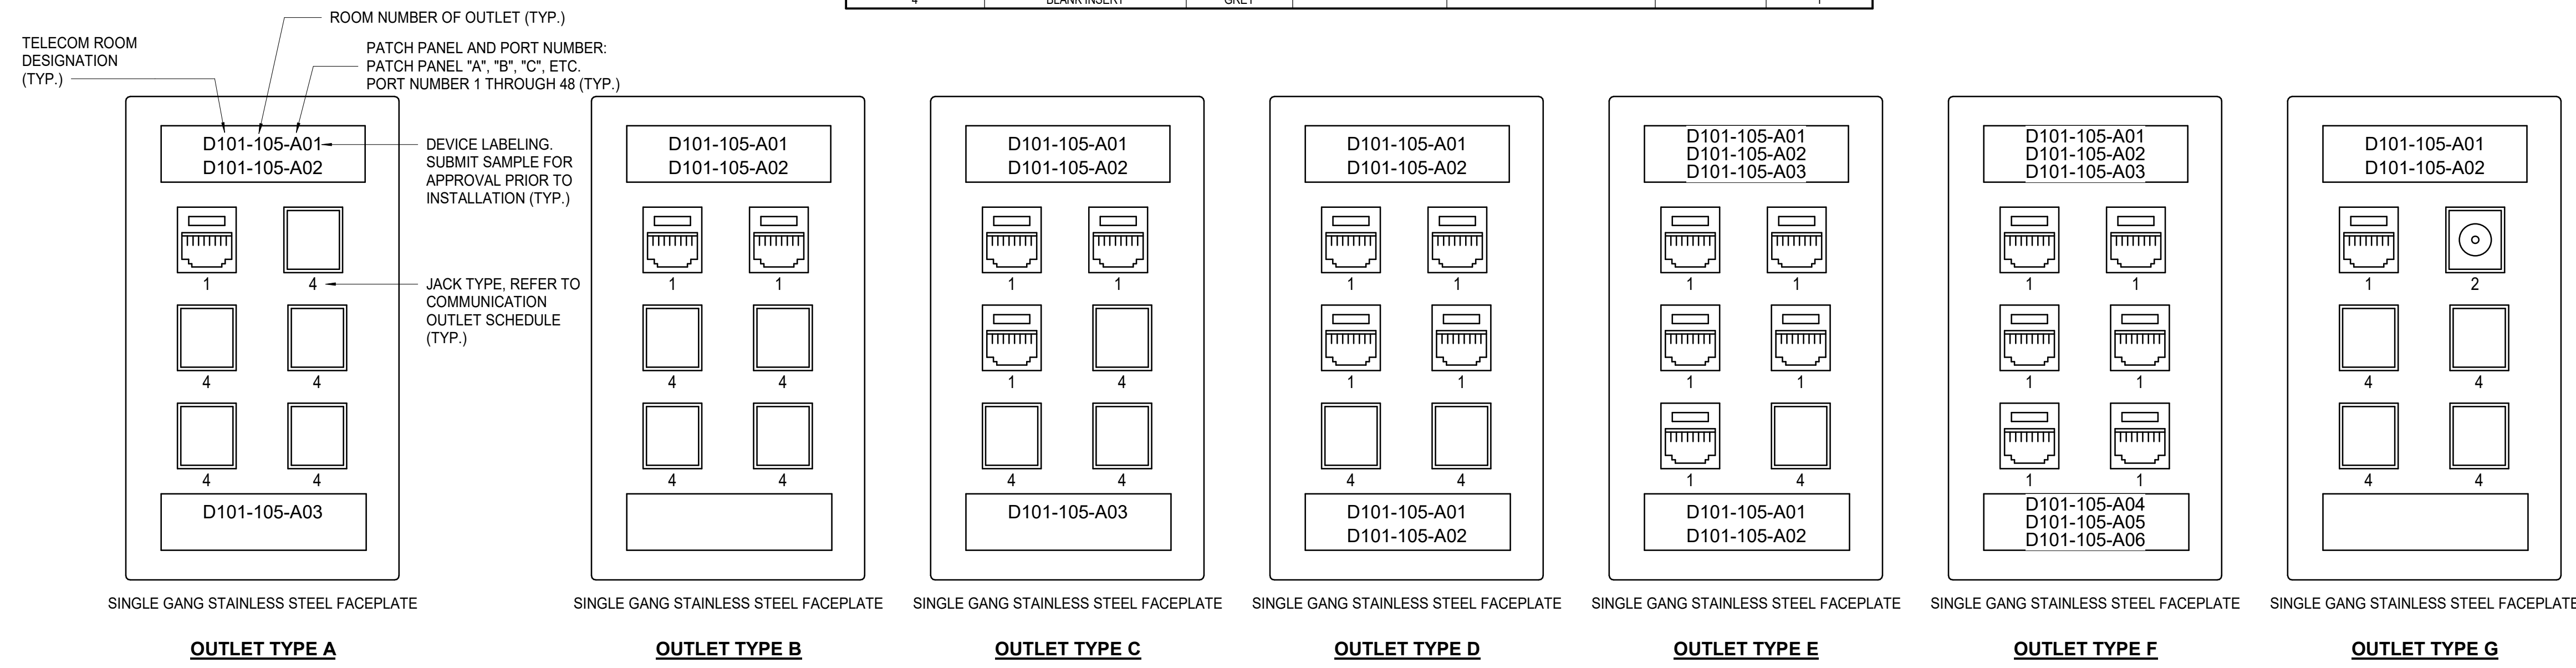 4 BLANK INSERT GREY 1
ROOM NUMBER OF OUTLET (TYP.)
TELECOM ROOM
DESIGNATION
(TYP.)
PATCH PANEL AND PORT NUMBER:
PATCH PANEL "A", "B", "C", ETC.
PORT NUMBER 1 THROUGH 48 (TYP.)
D101-105-A01
D101-105-A02
DEVICE LABELING.
SUBMIT SAMPLE FOR
APPROVAL PRIOR TO
INSTALLATION (TYP.)
1 4
JACK TYPE, REFER TO
COMMUNICATION
OUTLET SCHEDULE
(TYP.)
4 4
4 4
D101-105-A03
SINGLE GANG STAINLESS STEEL FACEPLATE
OUTLET TYPE A
D101-105-A01
D101-105-A02
1 1
4 4
4 4
SINGLE GANG STAINLESS STEEL FACEPLATE
OUTLET TYPE B
D101-105-A01
D101-105-A02
1 1
1 4
4 4
D101-105-A03
SINGLE GANG STAINLESS STEEL FACEPLATE
OUTLET TYPE C
D101-105-A01
D101-105-A02
1 1
1 1
4 4
D101-105-A01
D101-105-A02
SINGLE GANG STAINLESS STEEL FACEPLATE
OUTLET TYPE D
D101-105-A01
D101-105-A02
D101-105-A03
1 1
1 1
1 4
D101-105-A01
D101-105-A02
SINGLE GANG STAINLESS STEEL FACEPLATE
OUTLET TYPE E
D101-105-A01
D101-105-A02
D101-105-A03
1 1
1 1
1 1
D101-105-A04
D101-105-A05
D101-105-A06
SINGLE GANG STAINLESS STEEL FACEPLATE
OUTLET TYPE F
D101-105-A01
D101-105-A02
1 2
4 4
4 4
SINGLE GANG STAINLESS STEEL FACEPLATE
OUTLET TYPE G